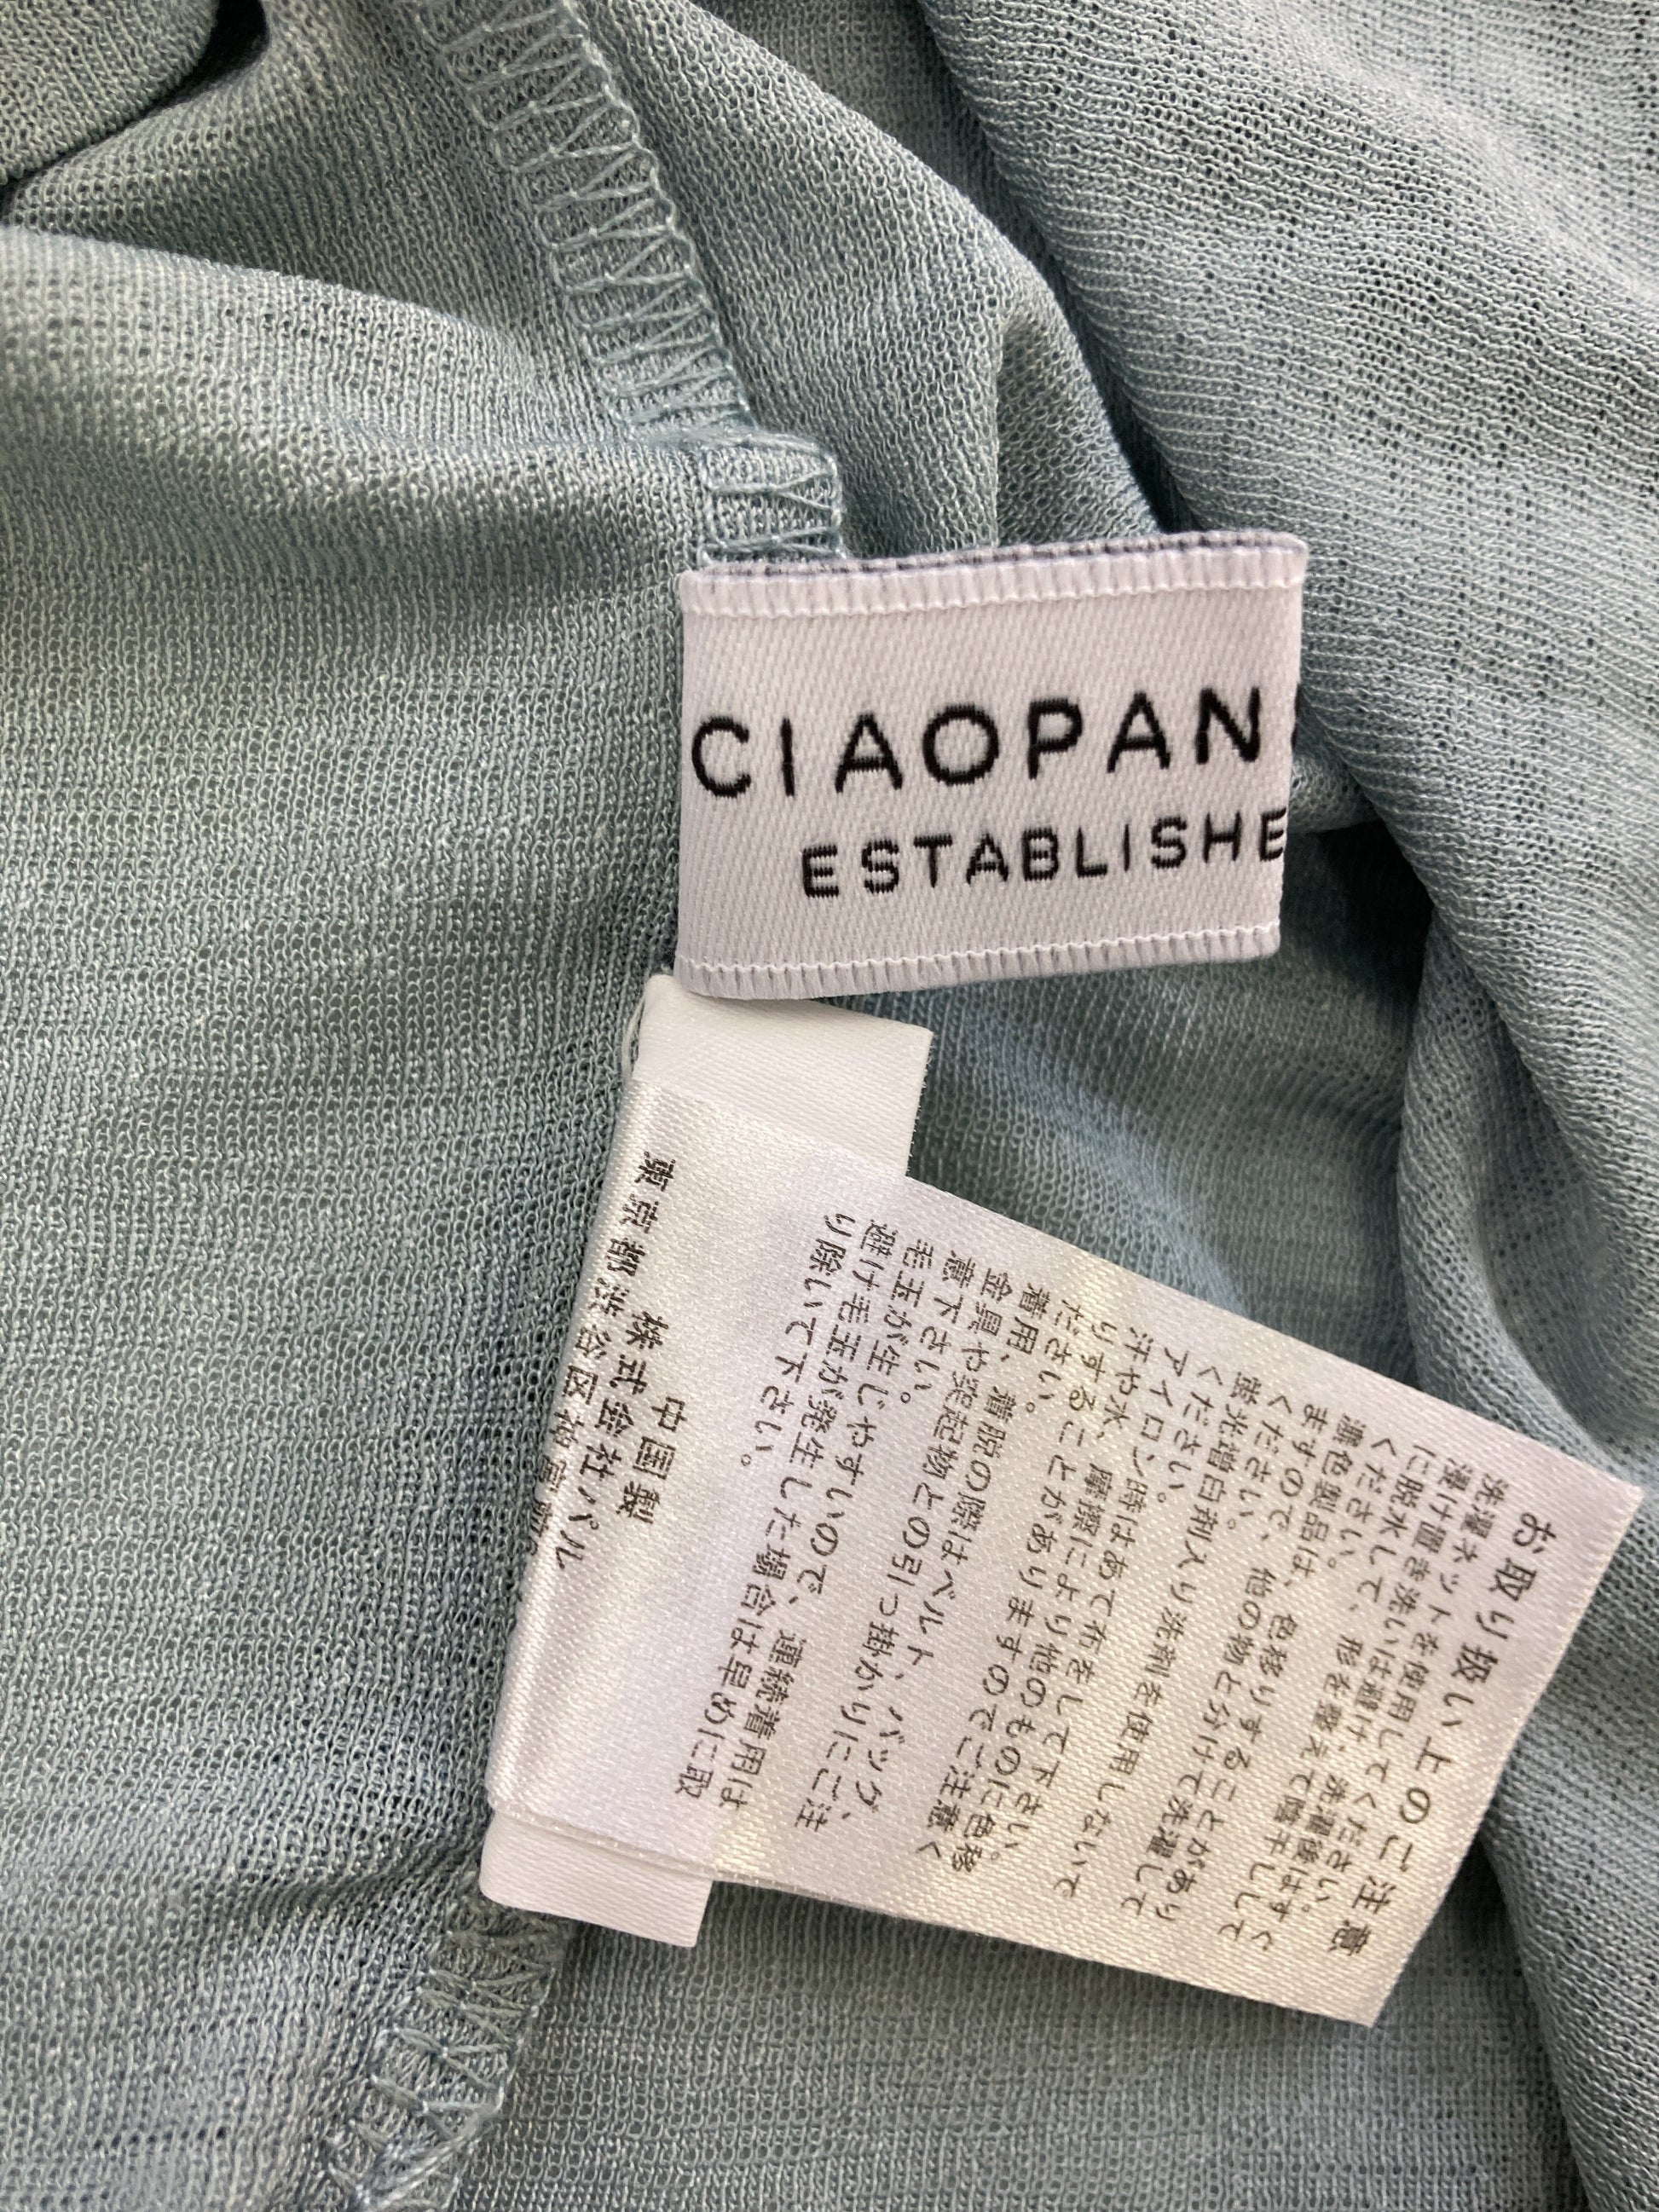 CIAOPAN
ESTABLISHE
お取り扱い上のご注意
洗濯ネットを使用してください。
浸け置き洗いは避け、洗濯後はすぐ
に脱水して、形を整えて陰干しして
ください。
濃色製品は、色移りすることがあり
ますので、他の物と分けて洗濯して
ください。
蛍光増白剤入り洗剤を使用しないで
ください。
アイロン時はあて布をして下さい。
汗や水、摩擦により他のものに色移
りすることがありますのでご注意く
ださい。
着用、着脱の際はベルト、バッグ、
金具や突起物との引っ掛かりにご注
意下さい。
毛玉が生じやすいので、連続着用は
避け毛玉が発生した場合は早めに取
り除いて下さい。
中国製
株式会社パル
東京都渋谷区神宮前